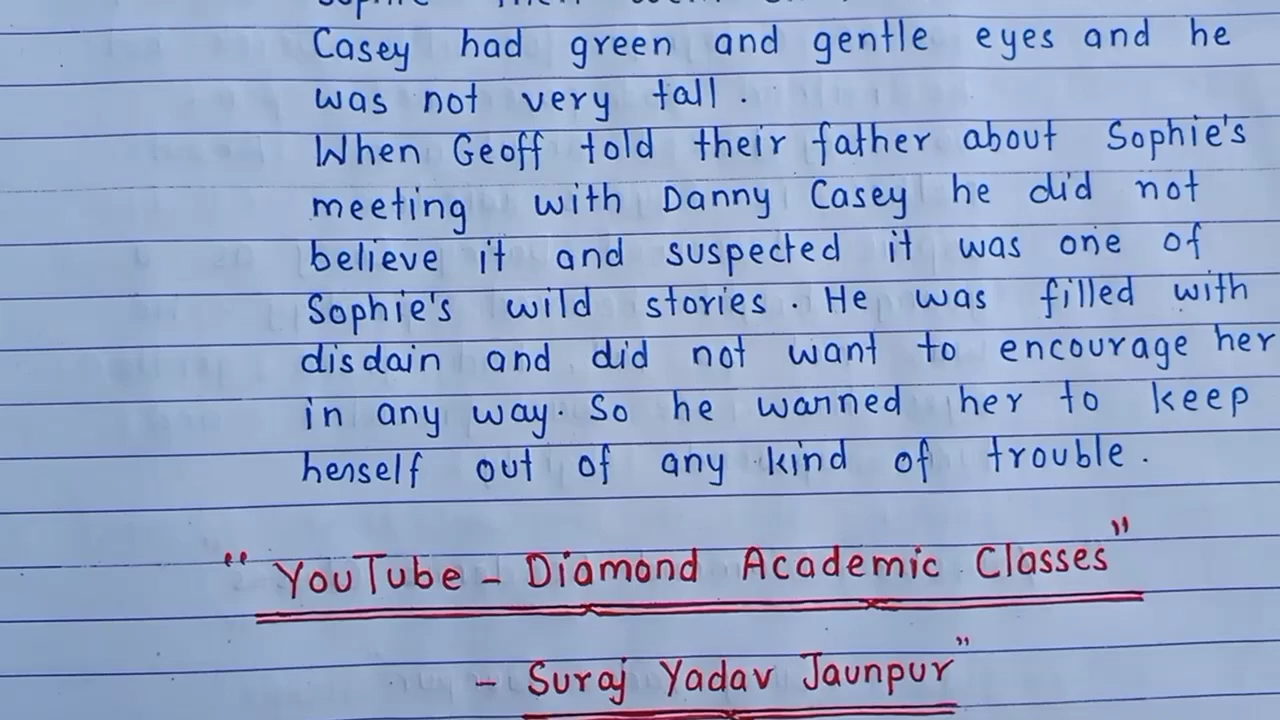 Casey had green and gentle eyes and he
was not very tall.
When Geoff told their father about Sophie's
meeting with Danny Casey he did not
believe it and suspected it was one of
Sophie's wild stories. He was filled with
disdain and did not want to encourage her
in any way. So he warned her to keep
herself out of any kind of trouble.
"YouTube - Diamond Academic Classes"
- Suraj Yadav Jaunpur"